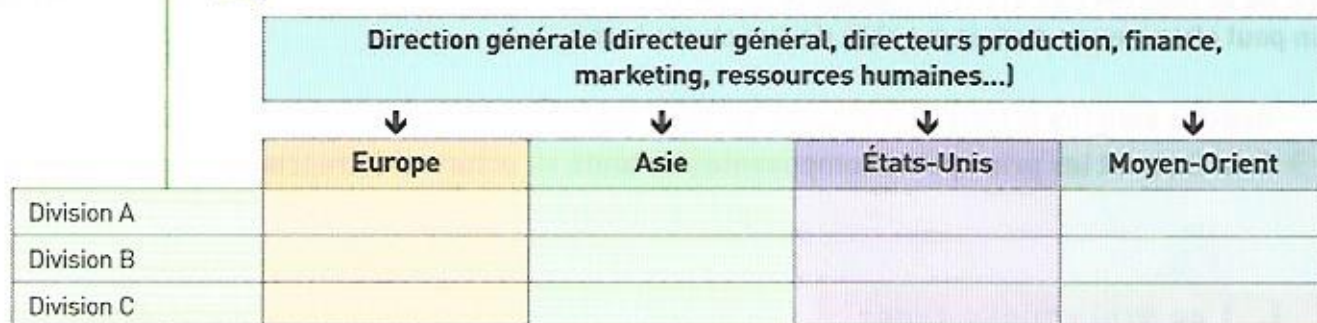 Direction générale (directeur général, directeurs production, finance,
marketing, ressources humaines...)
Europe Asie États-Unis Moyen-Orient
Division A
Division B
Division C